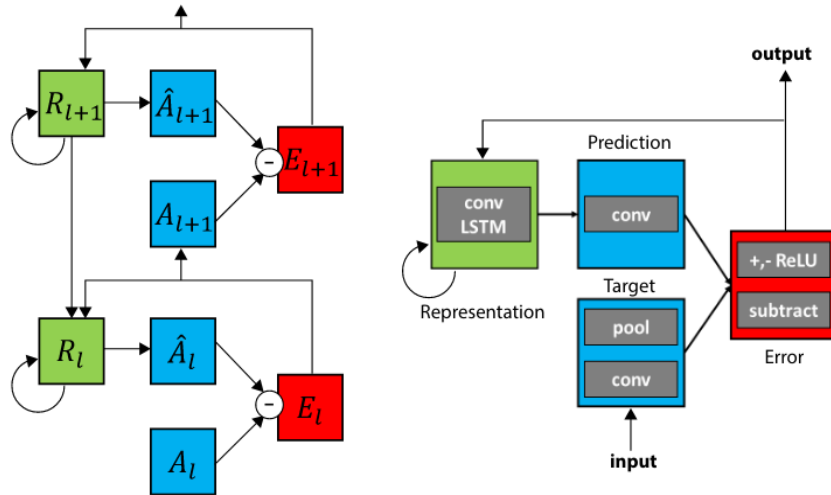 R_{l+1}
Â_{l+1}
-
E_{l+1}
A_{l+1}
R_l
Â_l
-
E_l
A_l
output
Prediction
conv
LSTM
conv
+,- ReLU
subtract
Representation
Target
pool
conv
Error
input